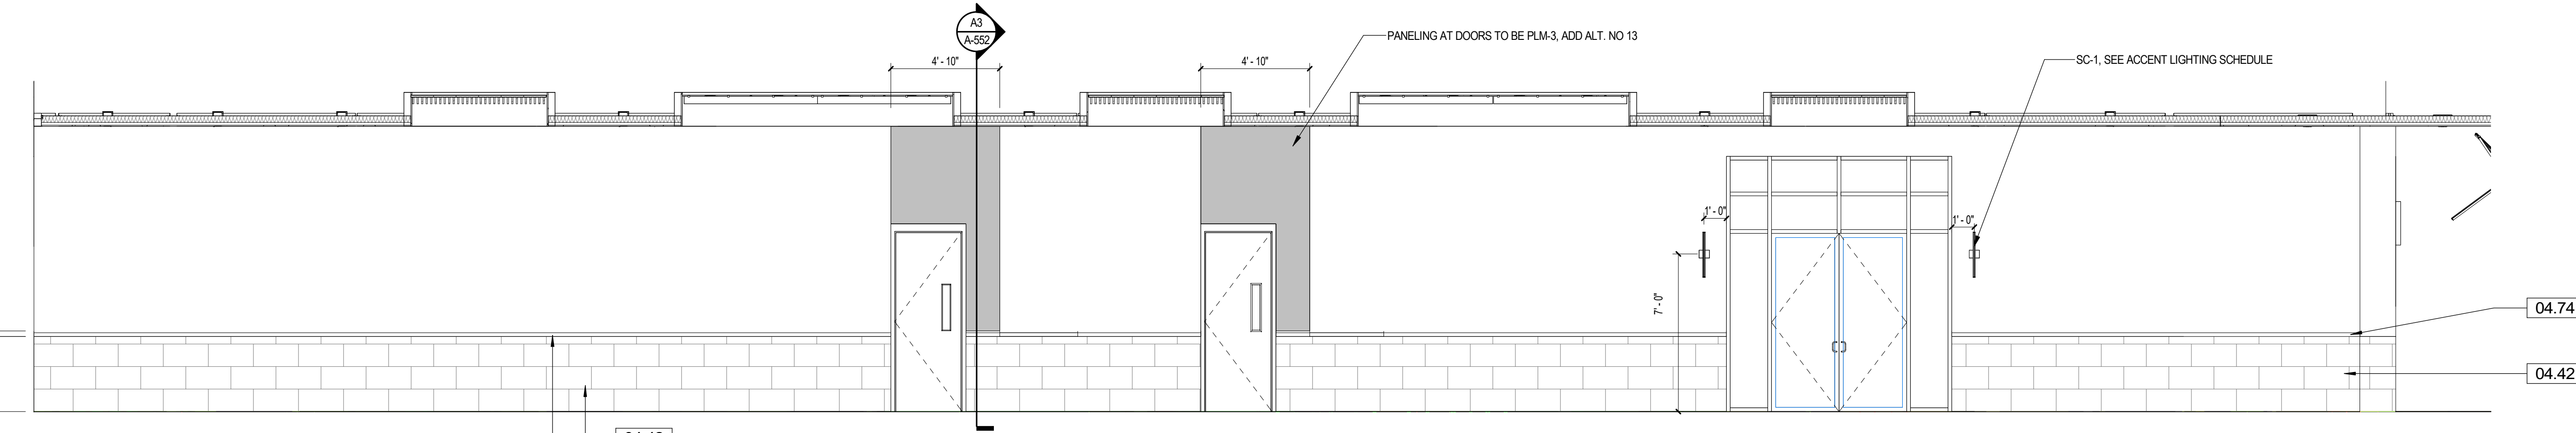 A3
A-552
PANELING AT DOORS TO BE PLM-3, ADD ALT. NO 13
4' - 10"
4' - 10"
SC-1, SEE ACCENT LIGHTING SCHEDULE
1' - 0"
1' - 0"
7' - 0"
04.74
04.42